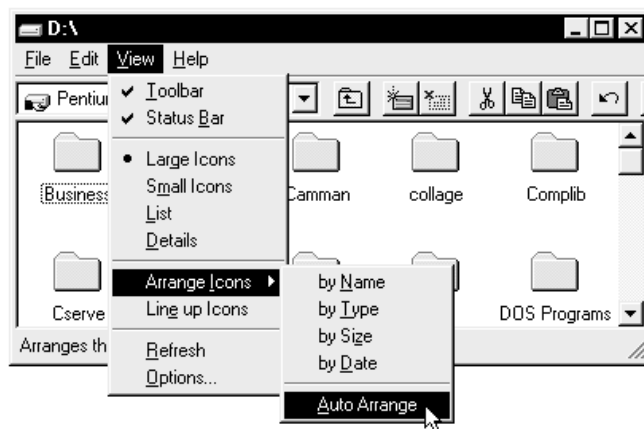 D:\
File Edit View Help
Pentiu
Toolbar
Status Bar
Large Icons
Small Icons
List
Details
Arrange Icons
Line up Icons
Refresh
Options...
by Name
by Type
by Size
by Date
Auto Arrange
Business Camman collage Complib
Cserve DOS Programs
Arranges th